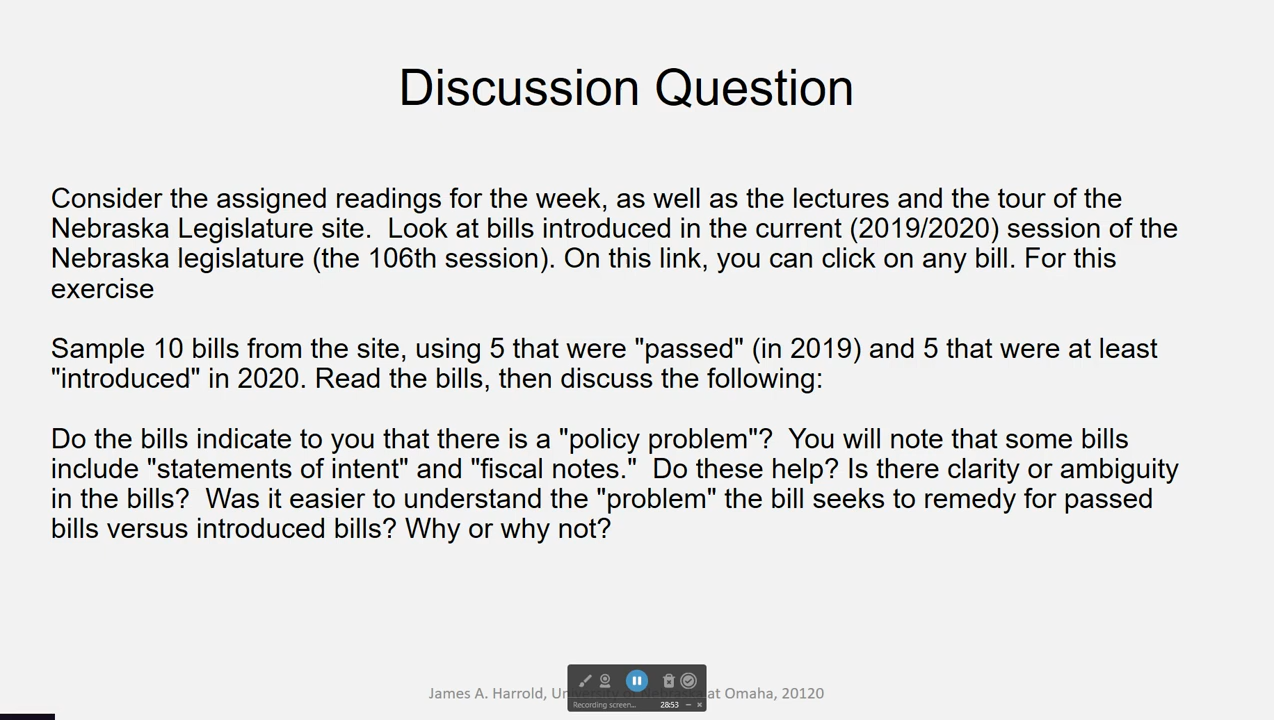 Discussion Question
Consider the assigned readings for the week, as well as the lectures and the tour of the
Nebraska Legislature site.  Look at bills introduced in the current (2019/2020) session of the
Nebraska legislature (the 106th session). On this link, you can click on any bill. For this
exercise
Sample 10 bills from the site, using 5 that were "passed" (in 2019) and 5 that were at least
"introduced" in 2020. Read the bills, then discuss the following:
Do the bills indicate to you that there is a "policy problem"?  You will note that some bills
include "statements of intent" and "fiscal notes."  Do these help? Is there clarity or ambiguity
in the bills?  Was it easier to understand the "problem" the bill seeks to remedy for passed
bills versus introduced bills? Why or why not?
James A. Harrold, at Omaha, 20120
Recording screen... 28:53